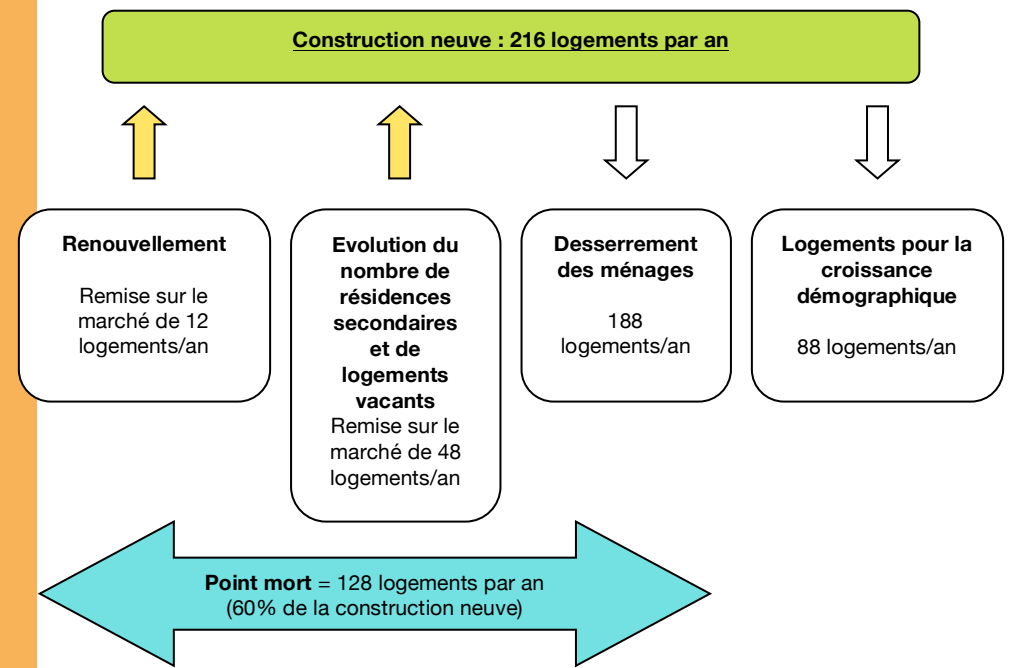 Construction neuve : 216 logements par an
Renouvellement
Remise sur le
marché de 12
logements/an
Evolution du
nombre de
résidences
secondaires
et de
logements
vacants
Remise sur le
marché de 48
logements/an
Desserrement
des ménages
188
logements/an
Logements pour la
croissance
démographique
88 logements/an
Point mort = 128 logements par an
(60% de la construction neuve)